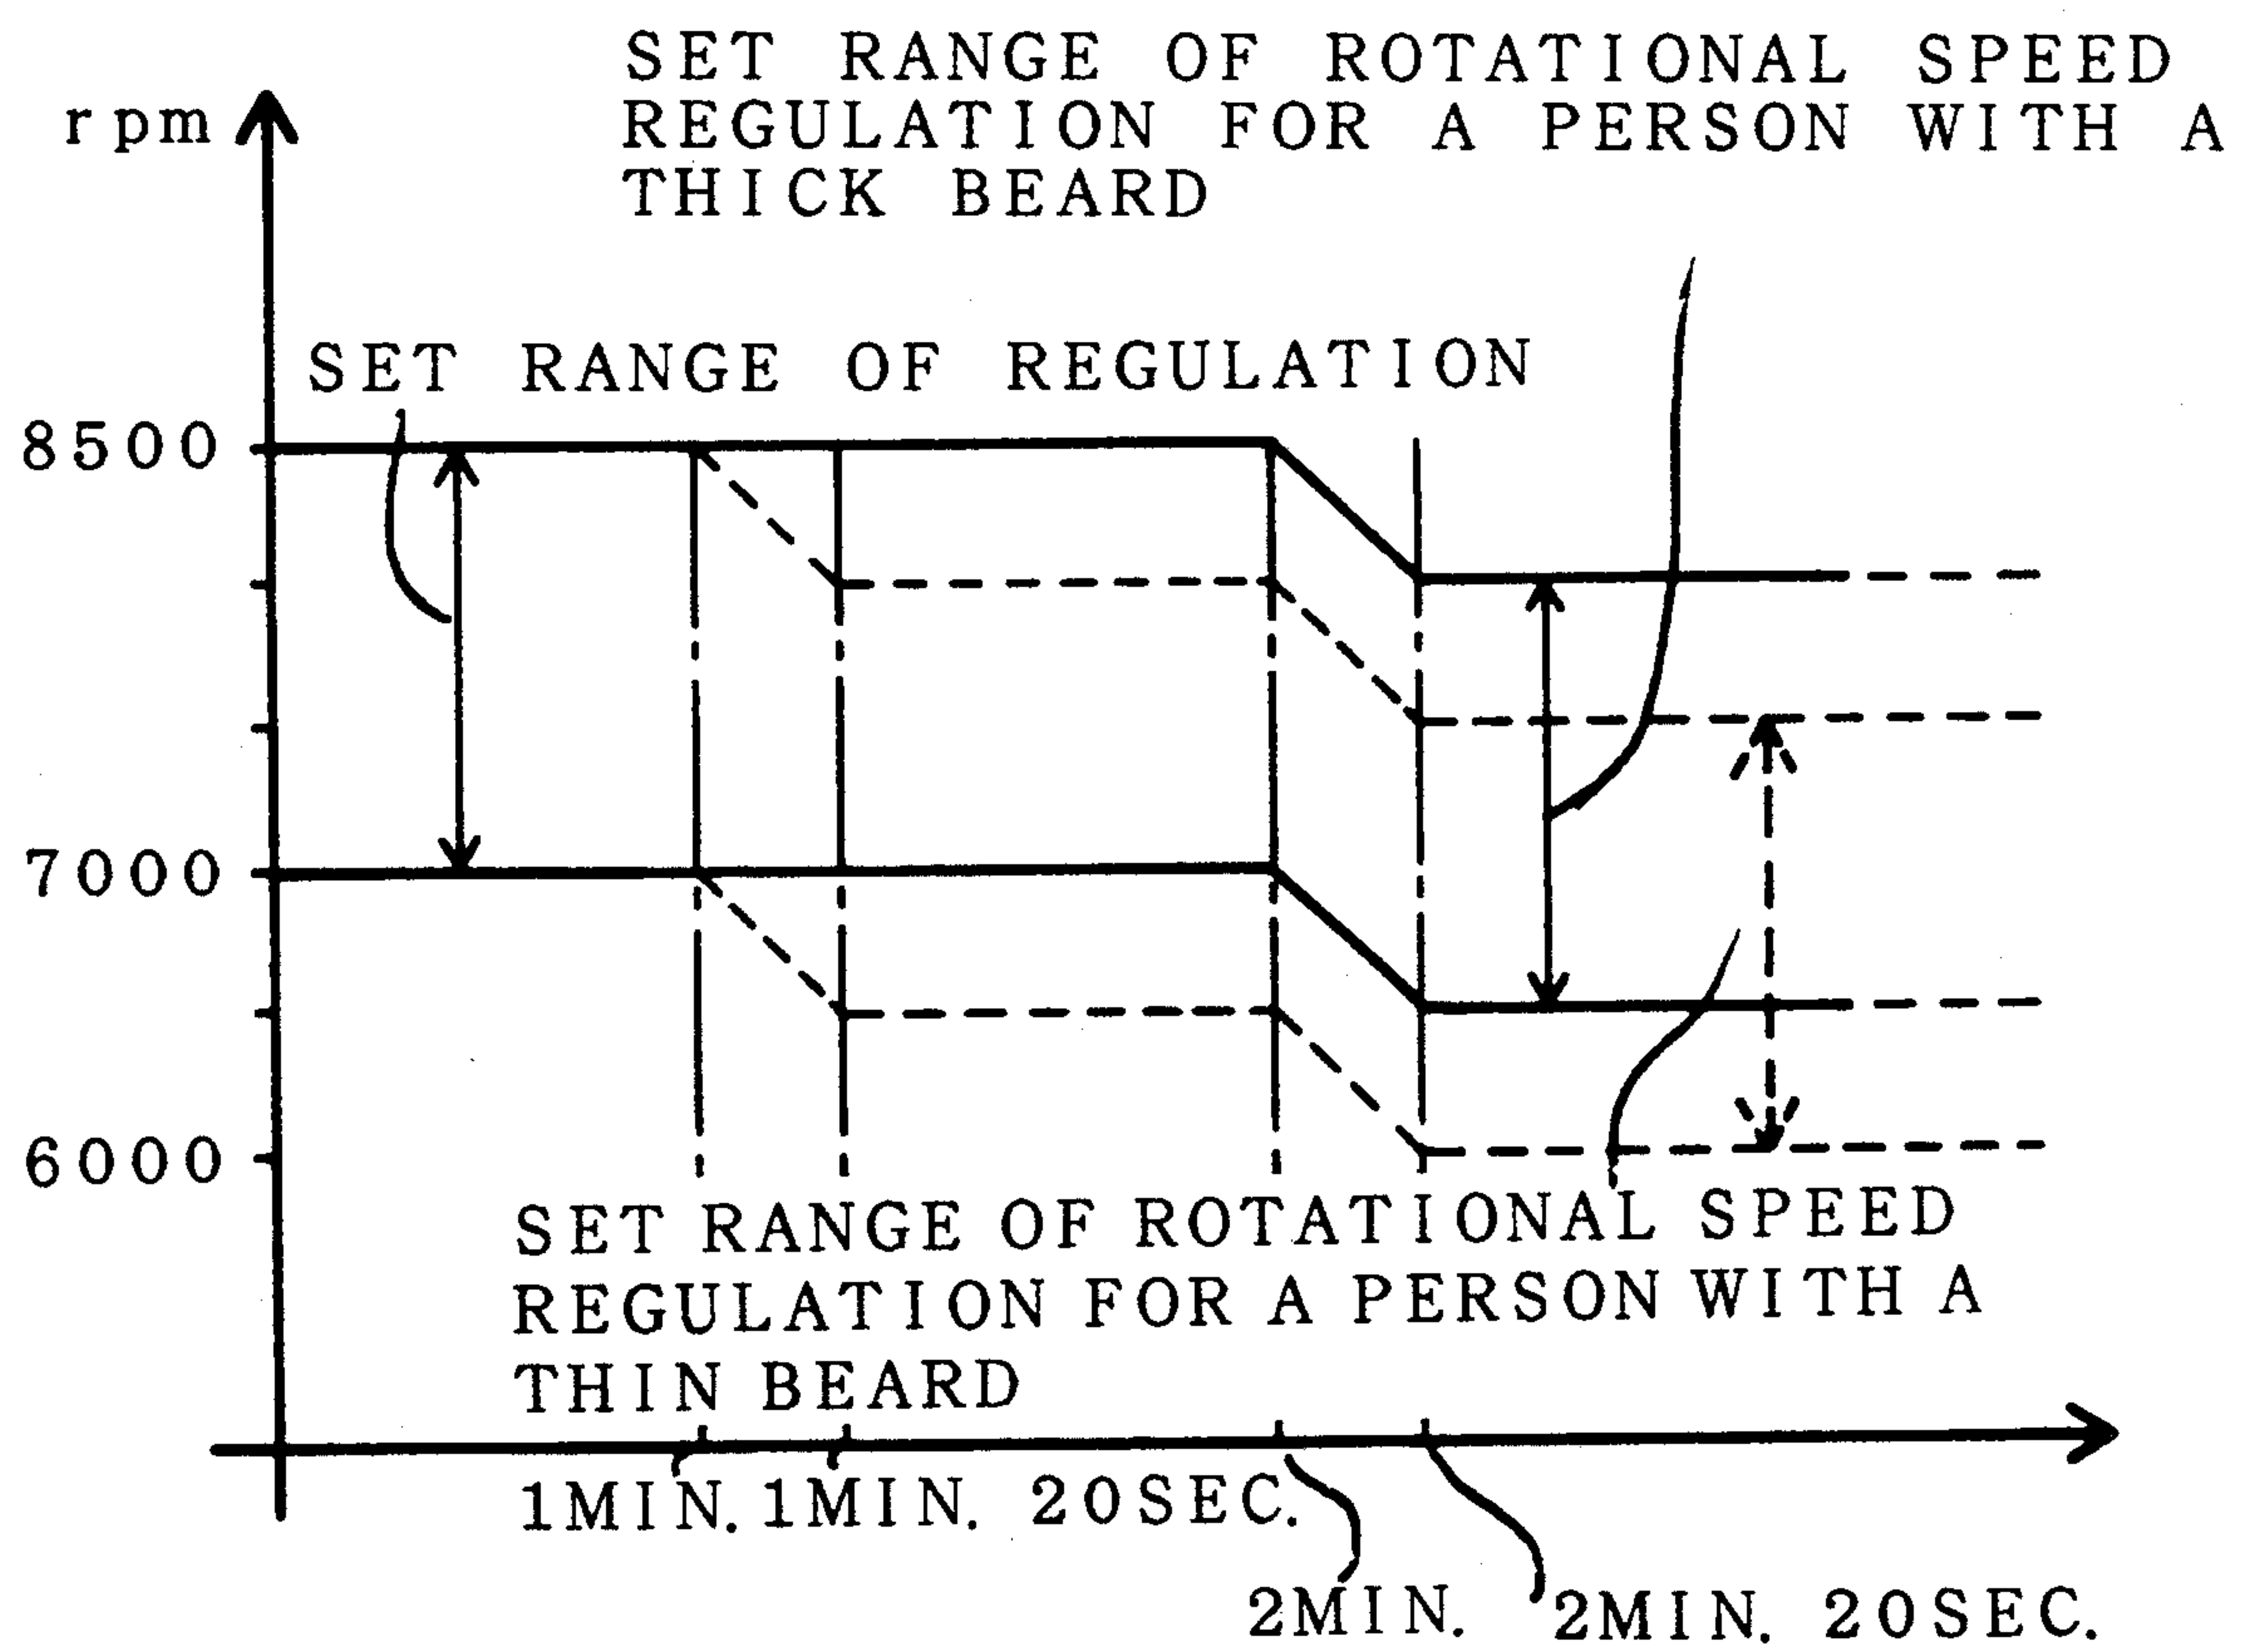 SET RANGE OF ROTATIONAL SPEED
REGULATION FOR A PERSON WITH A
THICK BEARD
rpm
SET RANGE OF REGULATION
8500
7000
6000
SET RANGE OF ROTATIONAL SPEED
REGULATION FOR A PERSON WITH A
THIN BEARD
1MIN. 1MIN. 20SEC.
2MIN. 2MIN. 20SEC.